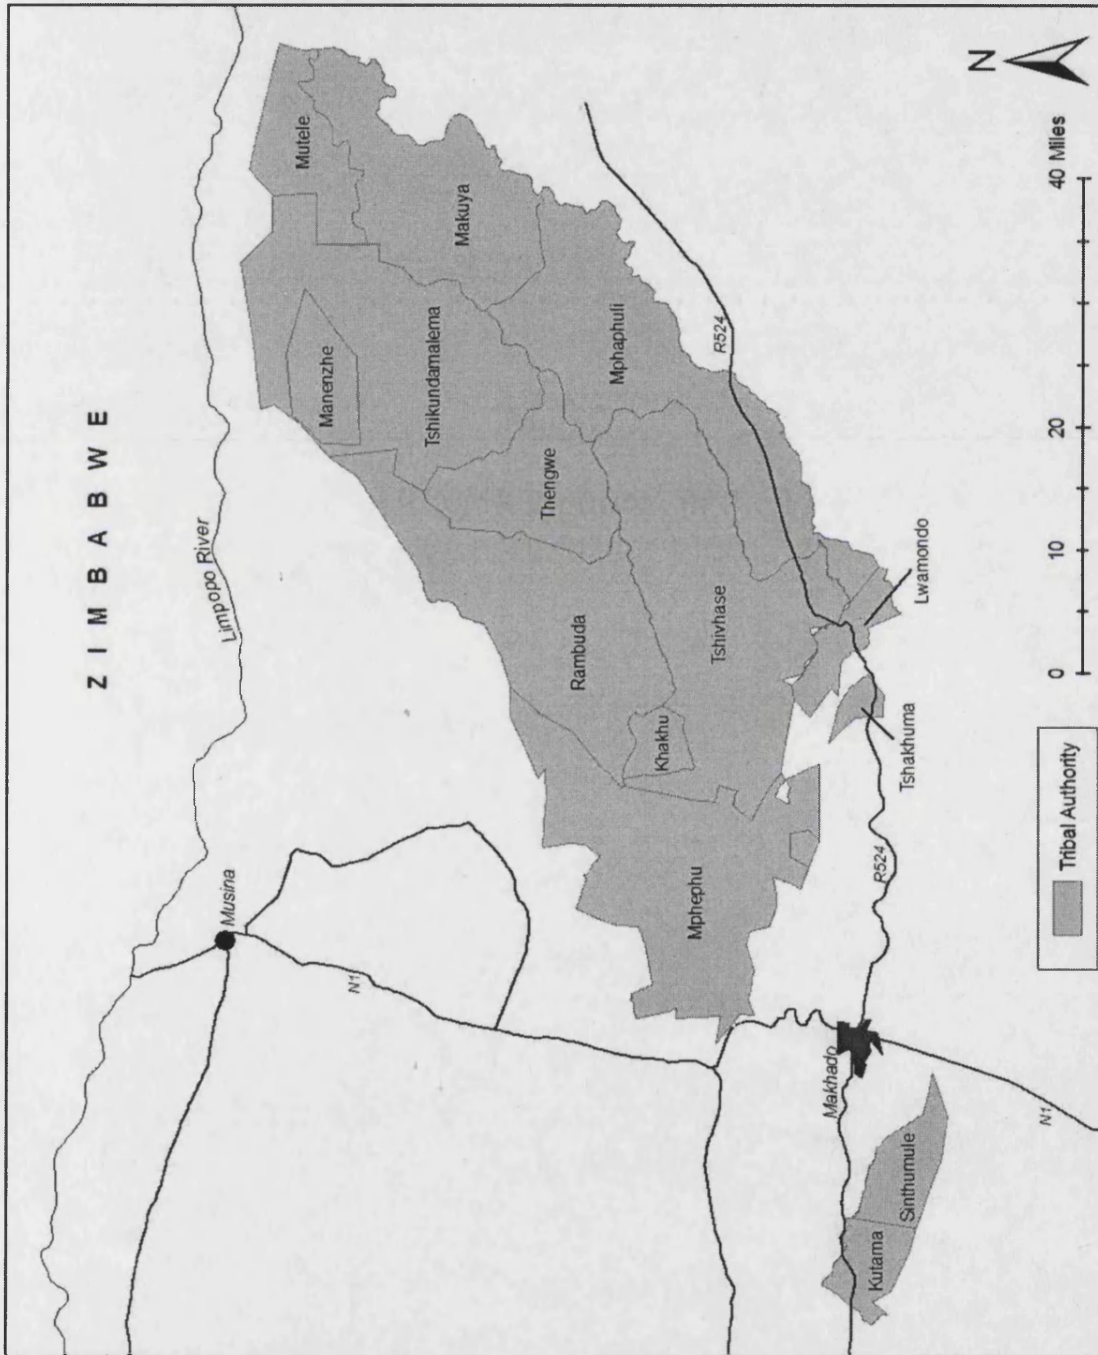 Z I M B A B W E
Limpopo River
Musina
N1
Mutele
Makuya
Manenzhe
Tshikundamalema
Mphaphuli
Thengwe
Rambuda
Tshivhase
Khakhu
Mphephu
R524
R524
Lwamondo
Tshakhuma
Makhado
Sinthumule
Kutama
N1
N
Tribal Authority
0 10 20 40 Miles